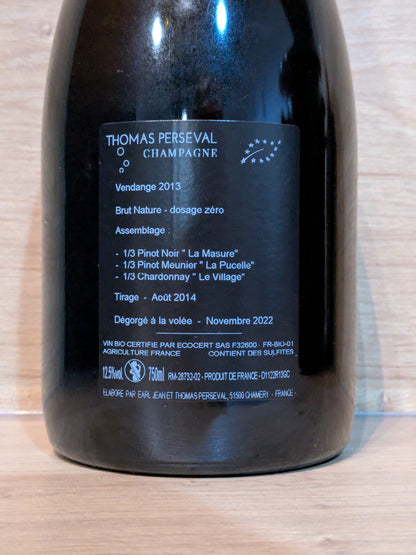 THOMAS PERSEVAL
CHAMPAGNE
Vendange 2013
Brut Nature - dosage zéro
Assemblage :
- 1/3 Pinot Noir " La Masure"
- 1/3 Pinot Meunier " La Pucelle"
- 1/3 Chardonnay " Le Village"
Tirage - Août 2014
Dégorgé à la volée - Novembre 2022
VIN BIO CERTIFIE PAR ECOCERT SAS F32600 FR-BIO-01
AGRICULTURE FRANCE CONTIENT DES SULFITES
12.5%vol. 750ml RM-28732-02 - PRODUIT DE FRANCE - D1122R13GC
ELABORE PAR EARL JEAN ET THOMAS PERSEVAL, 51500 CHAMERY - FRANCE -